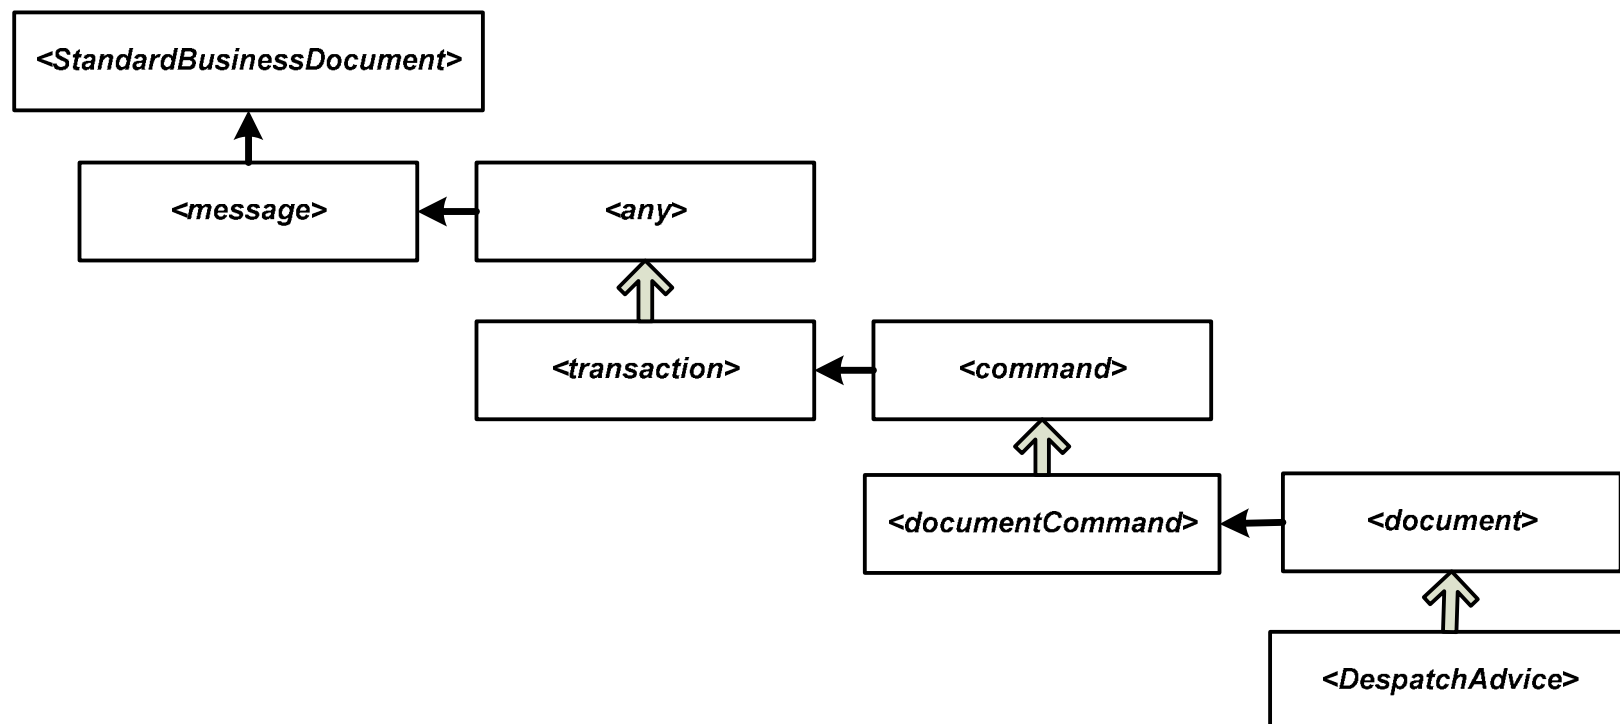 <StandardBusinessDocument>
<message>
<any>
<transaction>
<command>
<documentCommand>
<document>
<DespatchAdvice>